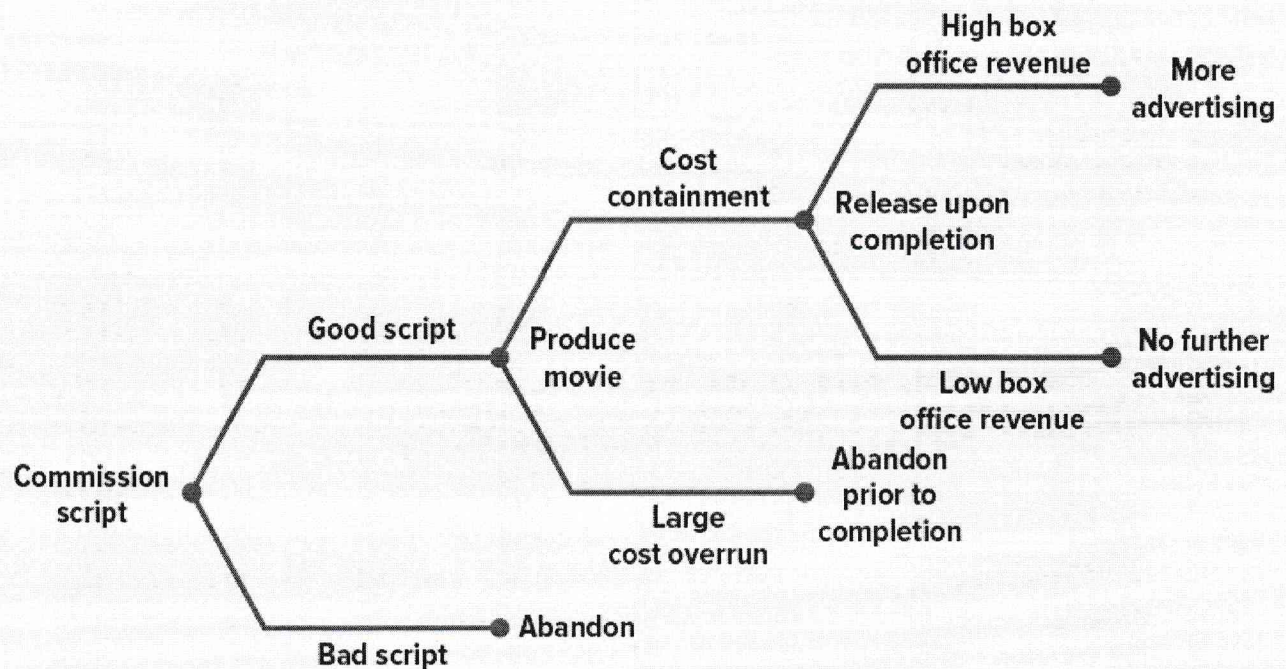 High box
office revenue
More
advertising
Cost
containment
Release upon
completion
Good script
Produce
movie
No further
advertising
Low box
office revenue
Commission
script
Abandon
prior to
completion
Large
cost overrun
Abandon
Bad script